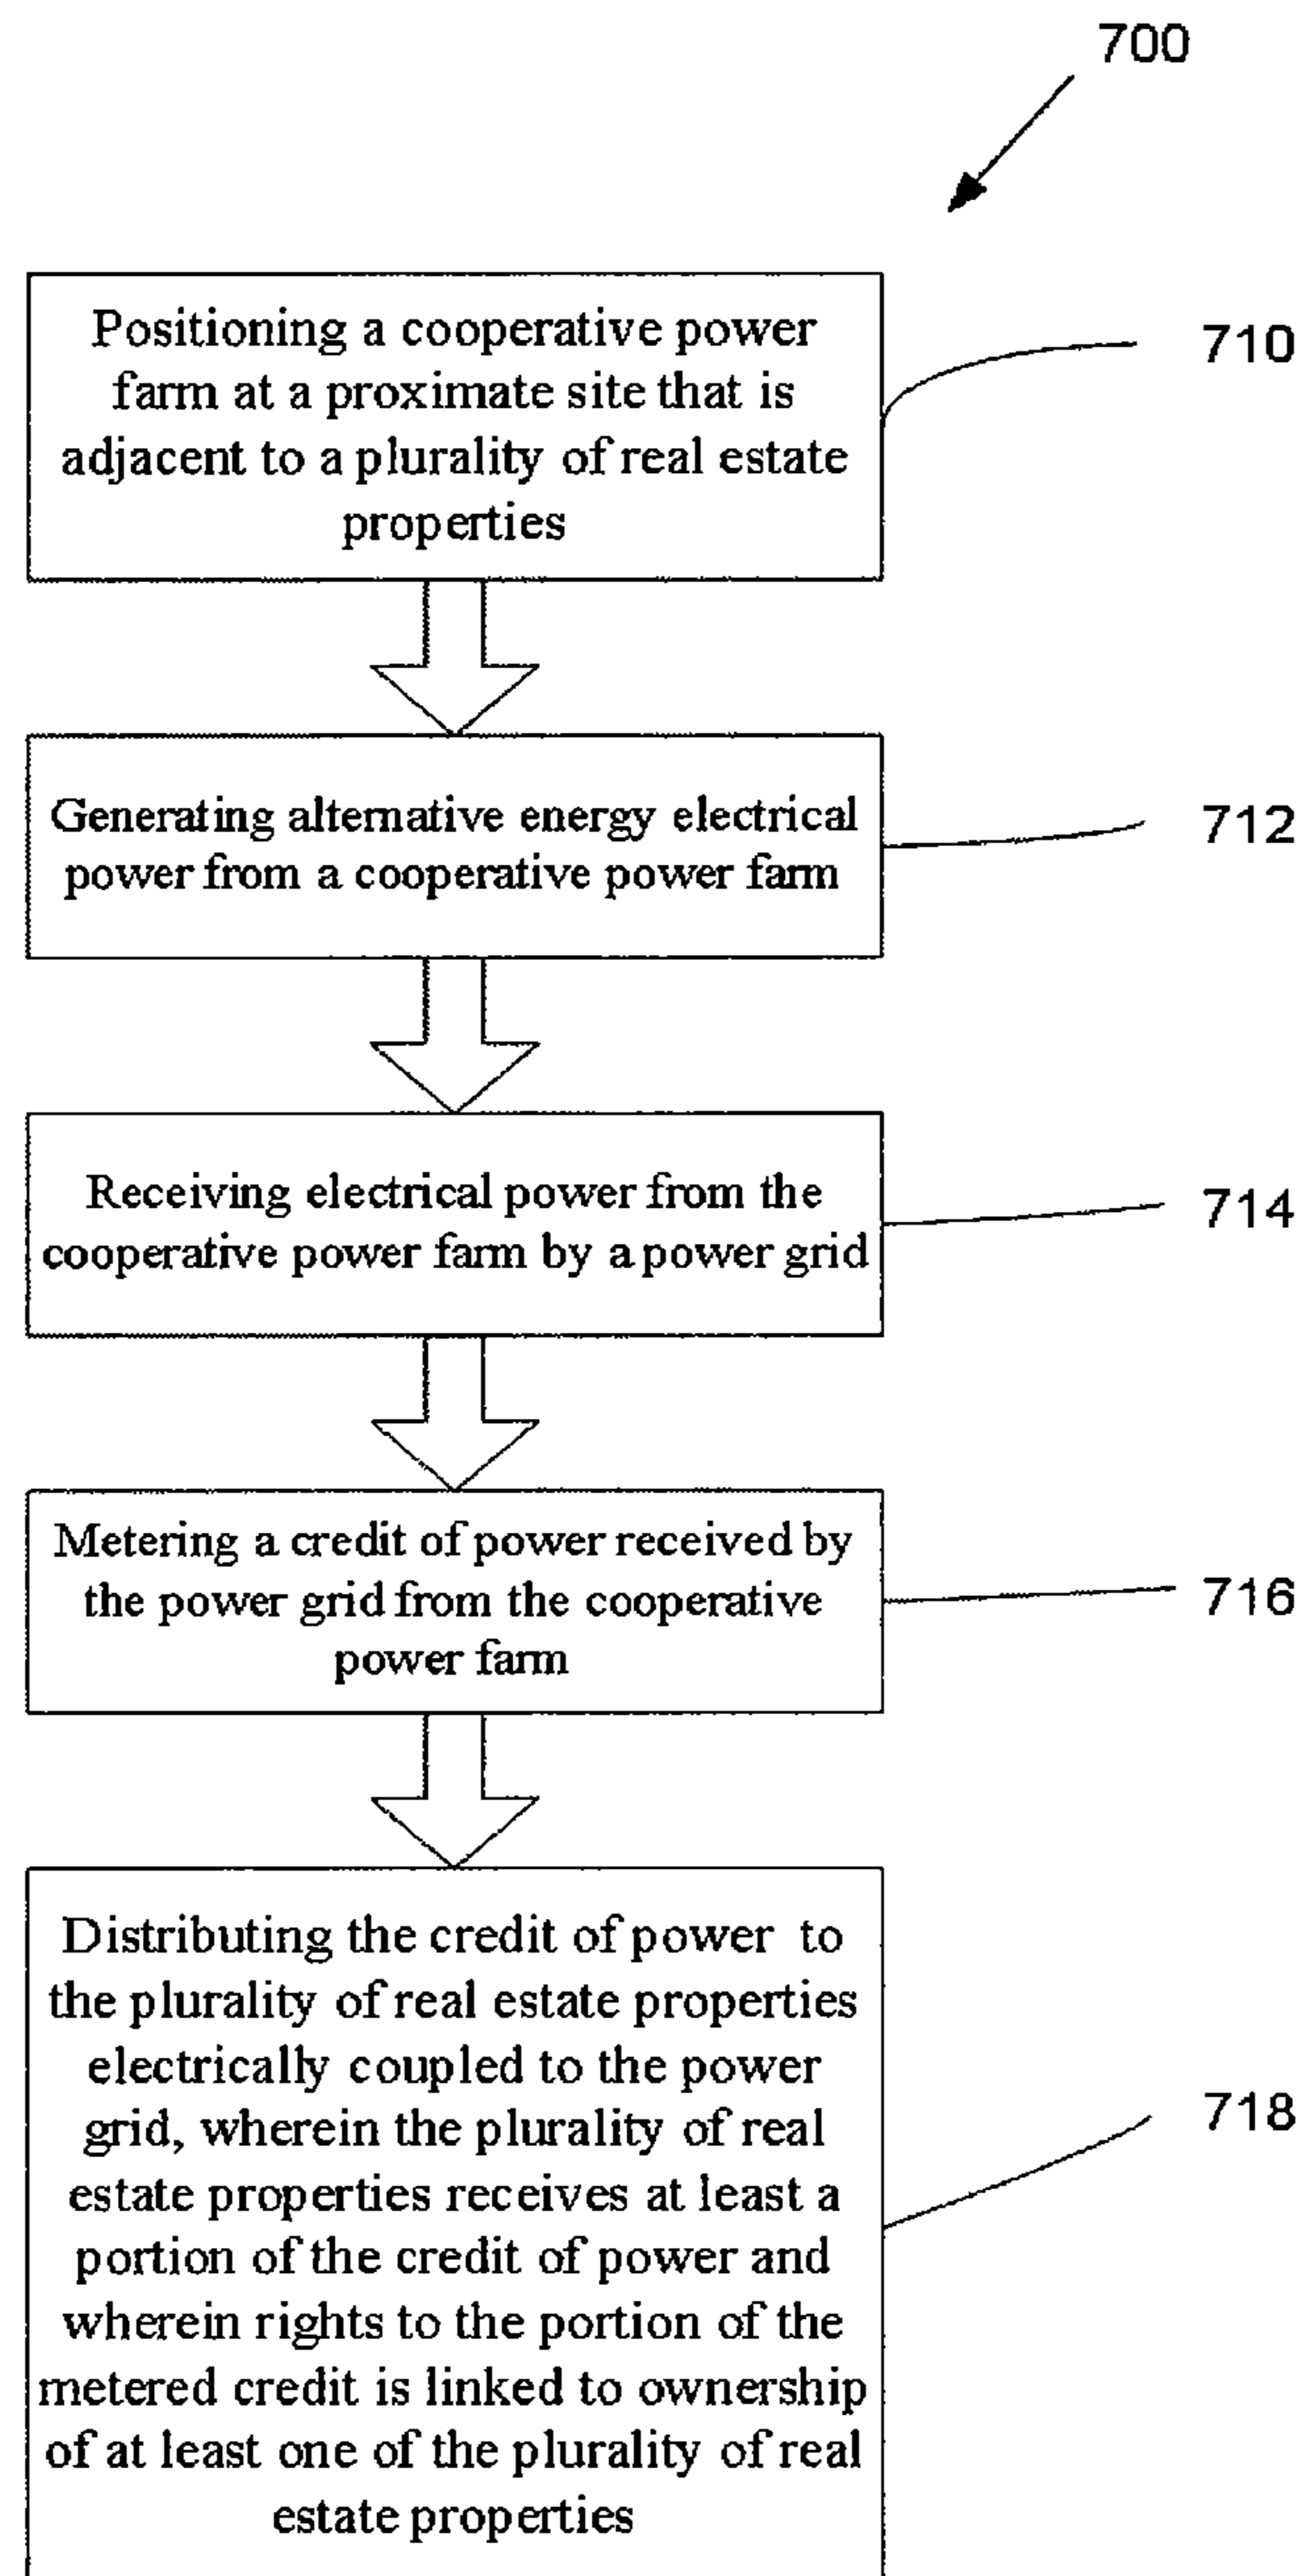 700
Positioning a cooperative power
farm at a proximate site that is
adjacent to a plurality of real estate
properties
710
Generating alternative energy electrical
power from a cooperative power farm
712
Receiving electrical power from the
cooperative power farm by a power grid
714
Metering a credit of power received by
the power grid from the cooperative
power farm
716
Distributing the credit of power to
the plurality of real estate properties
electrically coupled to the power
grid, wherein the plurality of real
estate properties receives at least a
portion of the credit of power and
wherein rights to the portion of the
metered credit is linked to ownership
of at least one of the plurality of real
estate properties
718